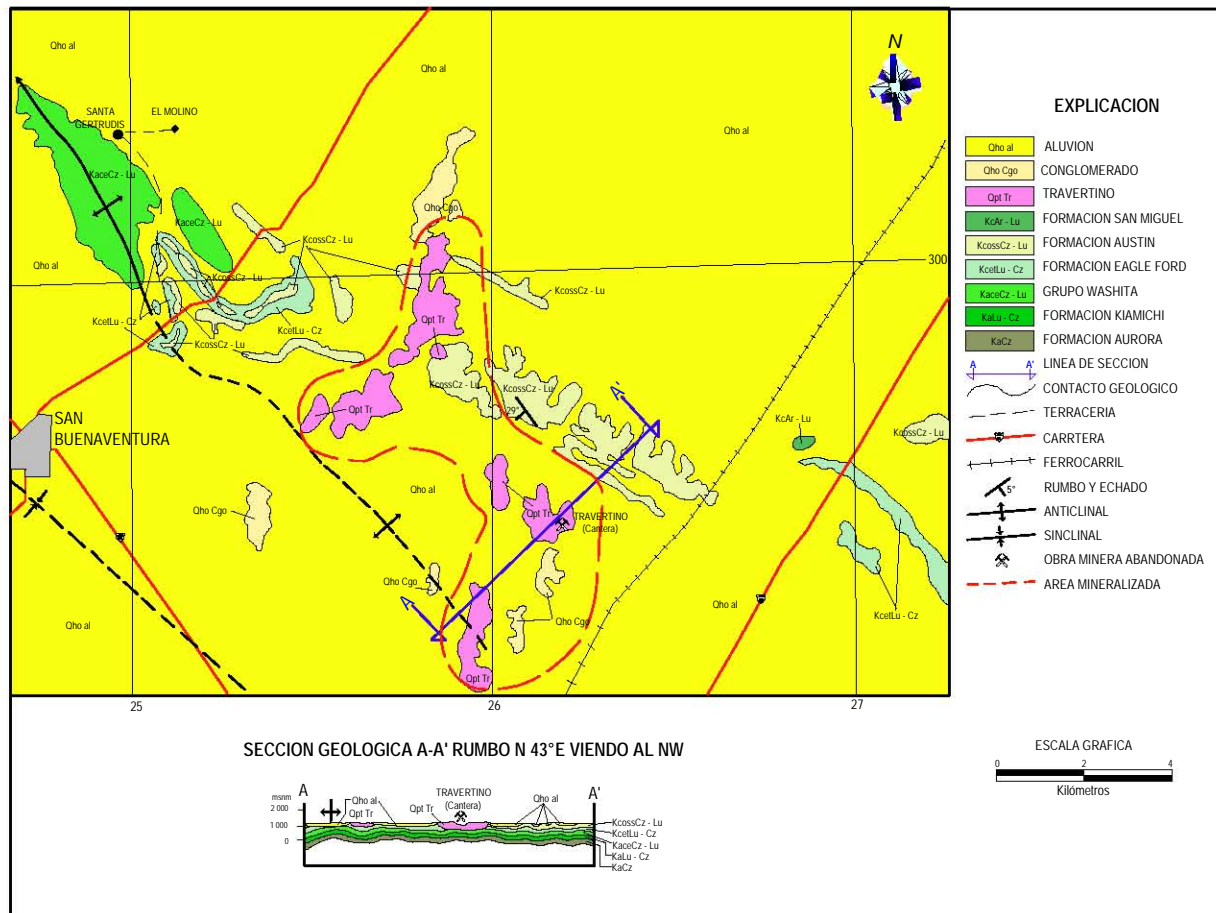 Qho al
Qho al
Qho al
N
SANTA
GERTRUDIS
EL MOLINO
KaceCz - Lu
KaceCz - Lu
Qho Cgo
KcossCz - Lu
Qho al
KcossCz - Lu
KcossCz - Lu
300
KcetLu - Cz
KcetLu - Cz
Qpt Tr
KcossCz - Lu
KcossCz - Lu
KcossCz - Lu
Qpt Tr
29°
A'
KcAr - Lu
KcossCz - Lu
SAN
BUENAVENTURA
Qho al
Qho Cgo
Qpt Tr
TRAVERTINO
(Cantera)
Qho Cgo
A
Qho Cgo
Qho al
Qho al
KcetLu - Cz
Qpt Tr
25
26
27
EXPLICACION
Qho al ALUVION
Qho Cgo CONGLOMERADO
Qpt Tr TRAVERTINO
KcAr - Lu FORMACION SAN MIGUEL
KcossCz - Lu FORMACION AUSTIN
KcetLu - Cz FORMACION EAGLE FORD
KaceCz - Lu GRUPO WASHITA
KaLu - Cz FORMACION KIAMICHI
KaCz FORMACION AURORA
A A' LINEA DE SECCION
CONTACTO GEOLOGICO
TERRACERIA
CARRTERA
FERROCARRIL
5° RUMBO Y ECHADO
ANTICLINAL
SINCLINAL
OBRA MINERA ABANDONADA
AREA MINERALIZADA
SECCION GEOLOGICA A-A' RUMBO N 43°E VIENDO AL NW
A
A'
msnm
2 000
1 000
0
Qho al
Qpt Tr
Qpt Tr
TRAVERTINO
(Cantera)
Qho al
KcossCz - Lu
KcetLu - Cz
KaceCz - Lu
KaLu - Cz
KaCz
ESCALA GRAFICA
0 2 4
Kilómetros